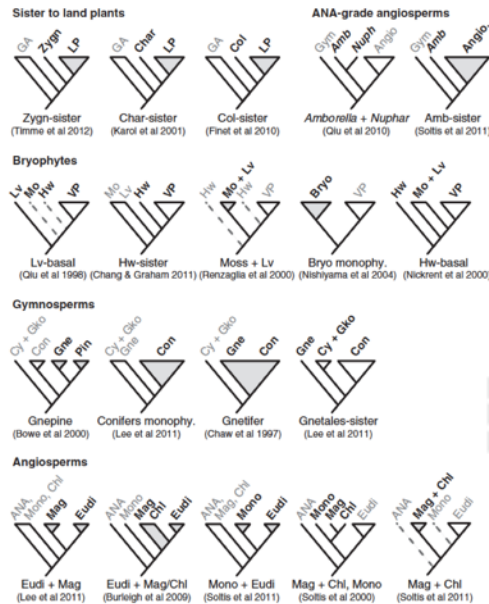 Sister to land plants
ANA-grade angiosperms
GA Zygn LP
GA Char LP
GA Col LP
Gym Amb Nuph Angio
Gym Amb Angio.
Zygn-sister
(Timme et al 2012)
Char-sister
(Karol et al 2001)
Col-sister
(Finet et al 2010)
Amborella + Nuphar
(Qiu et al 2010)
Amb-sister
(Soltis et al 2011)
Bryophytes
Lv Mo Hw VP
Mo Lv Hw VP
Hw Mo + Lv Hw VP
Bryo VP
Hw Mo + Lv VP
Lv-basal
(Qiu et al 1998)
Hw-sister
(Chang & Graham 2011)
Moss + Lv
(Renzaglia et al 2000)
Bryo monophy.
(Nishiyama et al 2004)
Hw-basal
(Nickrent et al 2000)
Gymnosperms
Cy + Gko Con Gne Pin
Cy + Gko Gne Con
Cy + Gko Gne Con
Gne Cy + Gko Con
Gnepine
(Bowe et al 2000)
Conifers monophy.
(Lee et al 2011)
Gnetifer
(Chaw et al 1997)
Gnetales-sister
(Lee et al 2011)
Angiosperms
ANA, Mono, Chl Mag Eudi
ANA Mono Mag Chl Eudi
ANA, Mag, Chl Mono Eudi
ANA Mono Mag Chl Eudi
ANA Mag + Chl Mono Eudi
Eudi + Mag
(Lee et al 2011)
Eudi + Mag/Chl
(Burleigh et al 2009)
Mono + Eudi
(Soltis et al 2011)
Mag + Chl, Mono
(Soltis et al 2000)
Mag + Chl
(Soltis et al 2011)